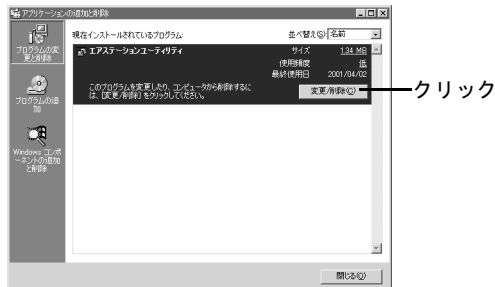 アプリケーションの追加と削除
現在インストールされているプログラム:
並べ替え(S): 名前
プログラムの変
更と削除
エアステーションユーティリティ
サイズ 1.34 MB
使用頻度 低
最終使用日 2001/04/02
このプログラムを変更したり、コンピュータから削除するに
は、[変更/削除] をクリックしてください。
変更/削除(C)
クリック
プログラムの追
加
Windows コンポ
ーネントの追加
と削除
閉じる(O)